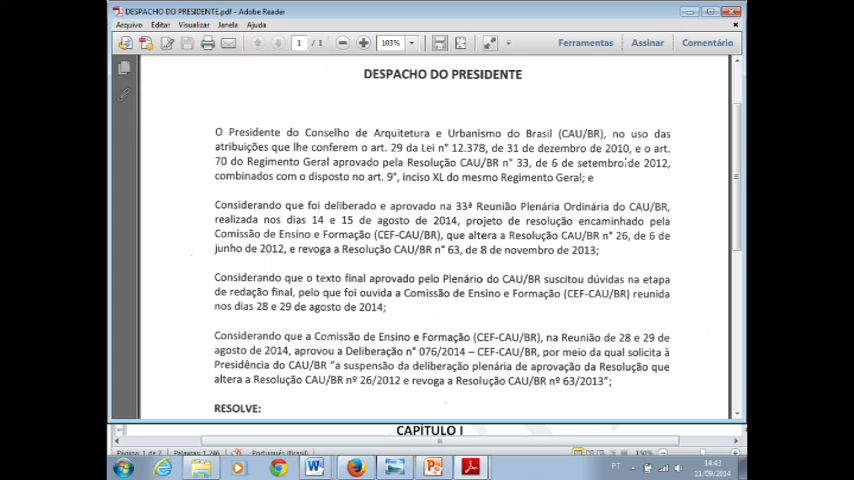 DESPACHO DO PRESIDENTE.pdf - Adobe Reader
Arquivo Editar Visualizar Janela Ajuda
1 / 1 103% Ferramentas Assinar Comentário
DESPACHO DO PRESIDENTE
O Presidente do Conselho de Arquitetura e Urbanismo do Brasil (CAU/BR), no uso das
atribuições que lhe conferem o art. 29 da Lei n° 12.378, de 31 de dezembro de 2010, e o art.
70 do Regimento Geral aprovado pela Resolução CAU/BR n° 33, de 6 de setembro de 2012,
combinados com o disposto no art. 9°, inciso XL do mesmo Regimento Geral; e
Considerando que foi deliberado e aprovado na 33ª Reunião Plenária Ordinária do CAU/BR,
realizada nos dias 14 e 15 de agosto de 2014, projeto de resolução encaminhado pela
Comissão de Ensino e Formação (CEF-CAU/BR), que altera a Resolução CAU/BR n° 26, de 6 de
junho de 2012, e revoga a Resolução CAU/BR n° 63, de 8 de novembro de 2013;
Considerando que o texto final aprovado pelo Plenário do CAU/BR suscitou dúvidas na etapa
de redação final, pelo que foi ouvida a Comissão de Ensino e Formação (CEF-CAU/BR) reunida
nos dias 28 e 29 de agosto de 2014;
Considerando que a Comissão de Ensino e Formação (CEF-CAU/BR), na Reunião de 28 e 29 de
agosto de 2014, aprovou a Deliberação n° 076/2014 – CEF-CAU/BR, por meio da qual solicita à
Presidência do CAU/BR "a suspensão da deliberação plenária de aprovação da Resolução que
altera a Resolução CAU/BR nº 26/2012 e revoga a Resolução CAU/BR nº 63/2013";
RESOLVE:
CAPÍTULO I
Português (Brasil) 150%
PT 14:43
11/09/2014